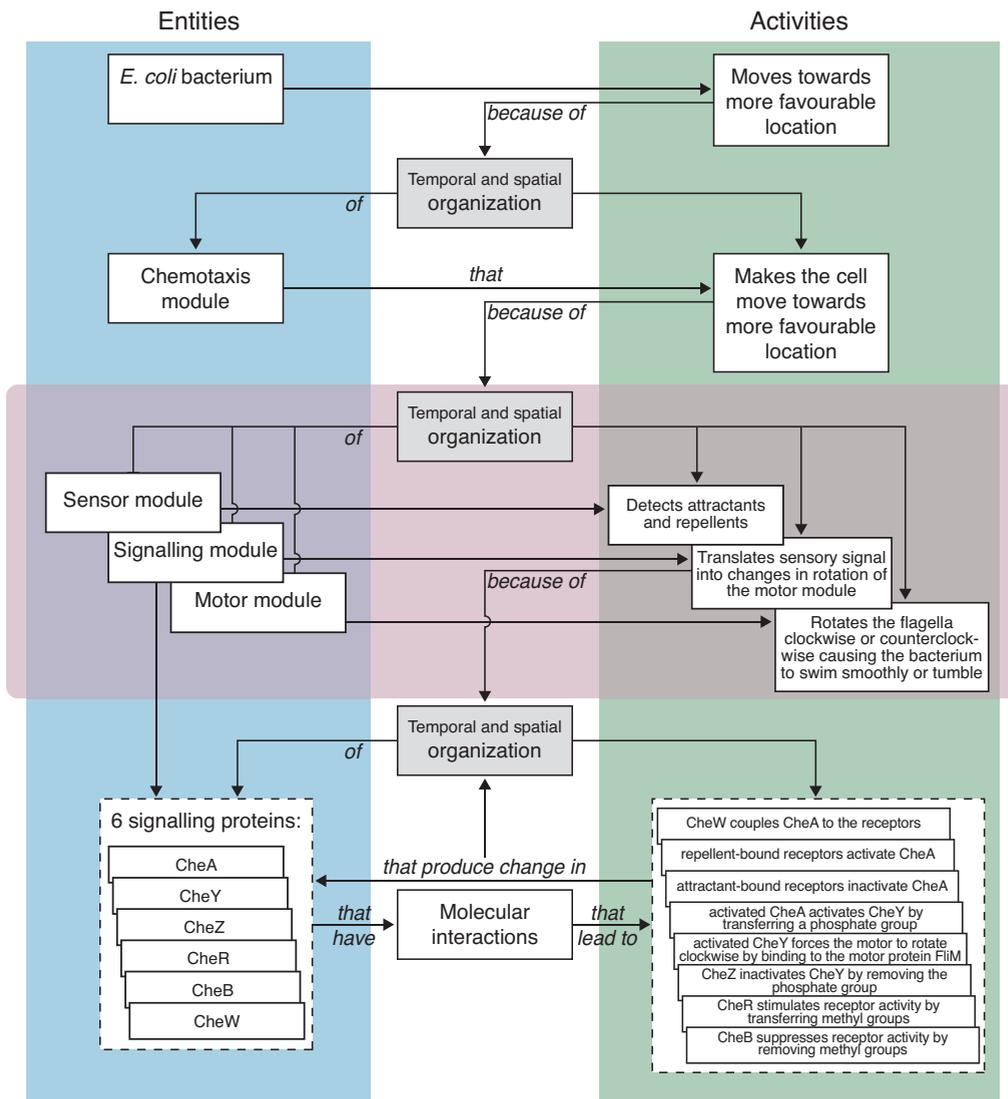 Entities
Activities
E. coli bacterium
Moves towards
more favourable
location
because of
Temporal and spatial
organization
of
Chemotaxis
module
that
Makes the cell
move towards
more favourable
location
because of
Temporal and spatial
organization
of
Sensor module
Signalling module
Motor module
Detects attractants
and repellents
Translates sensory signal
into changes in rotation of
the motor module
because of
Rotates the flagella
clockwise or counterclock-
wise causing the bacterium
to swim smoothly or tumble
Temporal and spatial
organization
of
6 signalling proteins:
CheA
CheY
CheZ
CheR
CheB
CheW
that produce change in
that
have
Molecular
interactions
that
lead to
CheW couples CheA to the receptors
repellent-bound receptors activate CheA
attractant-bound receptors inactivate CheA
activated CheA activates CheY by
transferring a phosphate group
activated CheY forces the motor to rotate
clockwise by binding to the motor protein FliM
CheZ inactivates CheY by removing the
phosphate group
CheR stimulates receptor activity by
transferring methyl groups
CheB suppresses receptor activity by
removing methyl groups